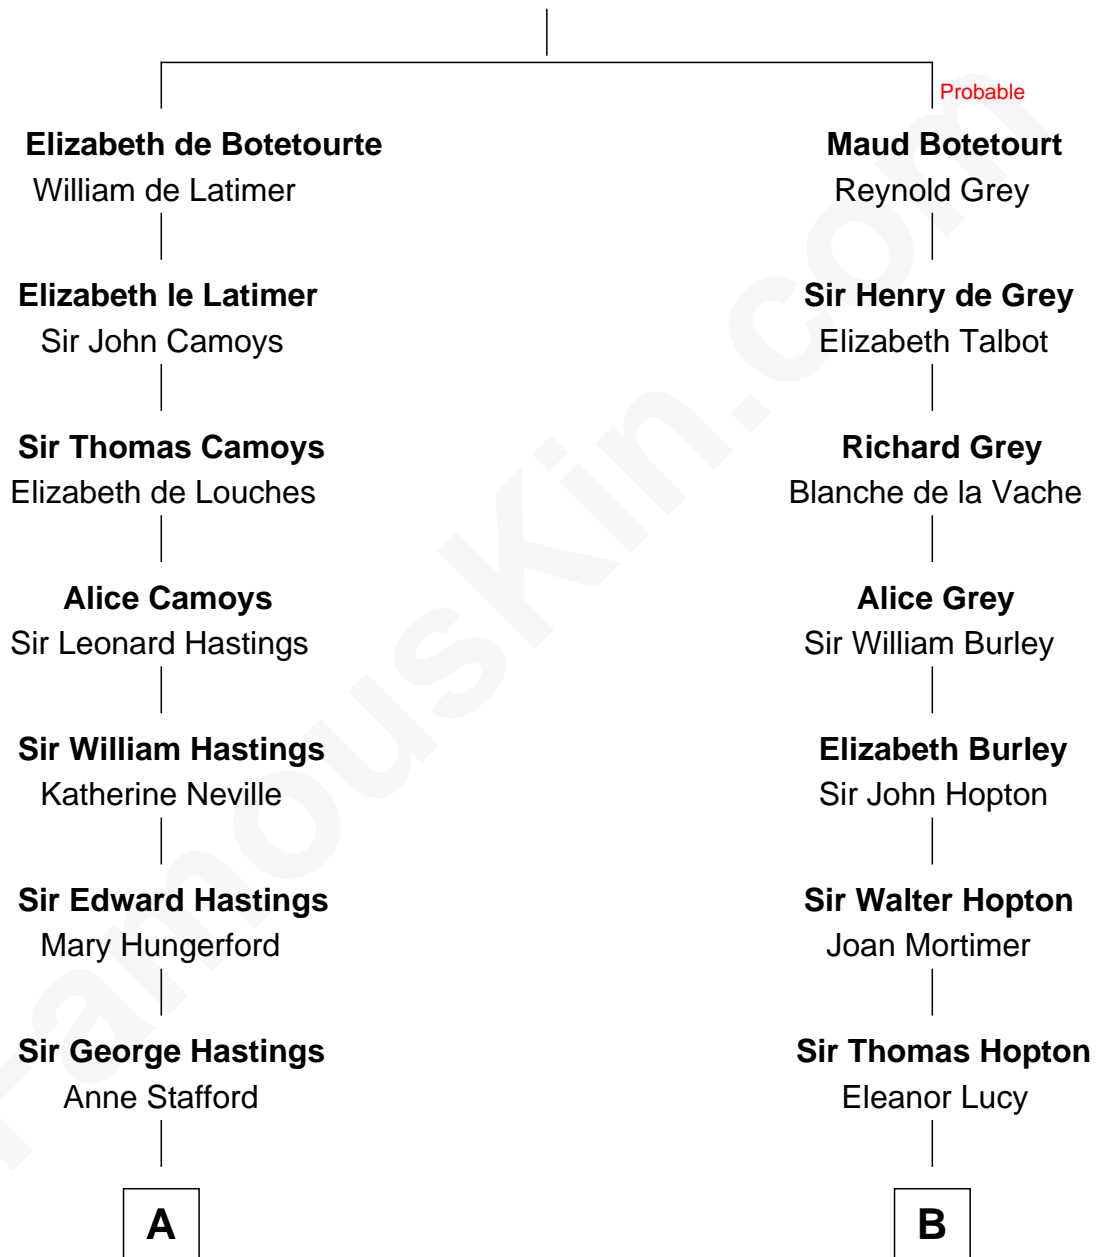 Probable
Elizabeth de Botetourte
William de Latimer
Elizabeth le Latimer
Sir John Camoys
Sir Thomas Camoys
Elizabeth de Louches
Alice Camoys
Sir Leonard Hastings
Sir William Hastings
Katherine Neville
Sir Edward Hastings
Mary Hungerford
Sir George Hastings
Anne Stafford
A
Maud Botetourt
Reynold Grey
Sir Henry de Grey
Elizabeth Talbot
Richard Grey
Blanche de la Vache
Alice Grey
Sir William Burley
Elizabeth Burley
Sir John Hopton
Sir Walter Hopton
Joan Mortimer
Sir Thomas Hopton
Eleanor Lucy
B
FamousKin.com